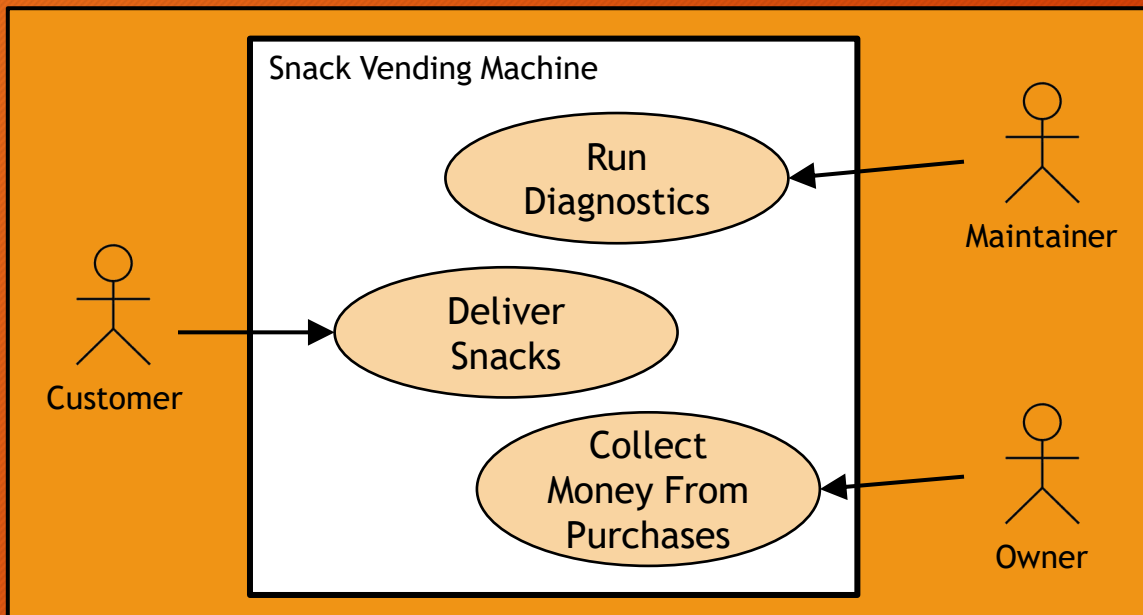 Snack Vending Machine
Run
Diagnostics
Maintainer
Deliver
Snacks
Customer
Collect
Money From
Purchases
Owner